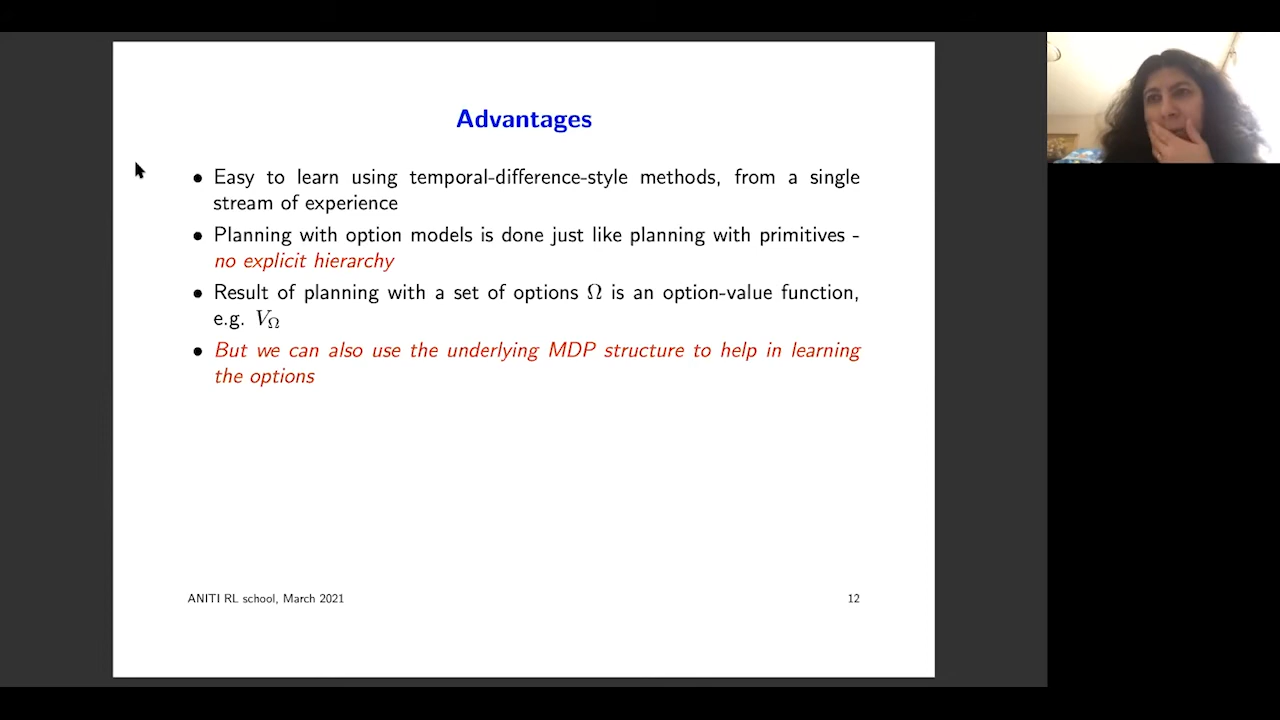 Advantages
• Easy to learn using temporal-difference-style methods, from a single
stream of experience
• Planning with option models is done just like planning with primitives -
no explicit hierarchy
• Result of planning with a set of options Ω is an option-value function,
e.g. V_Ω
• But we can also use the underlying MDP structure to help in learning
the options
ANITI RL school, March 2021
12